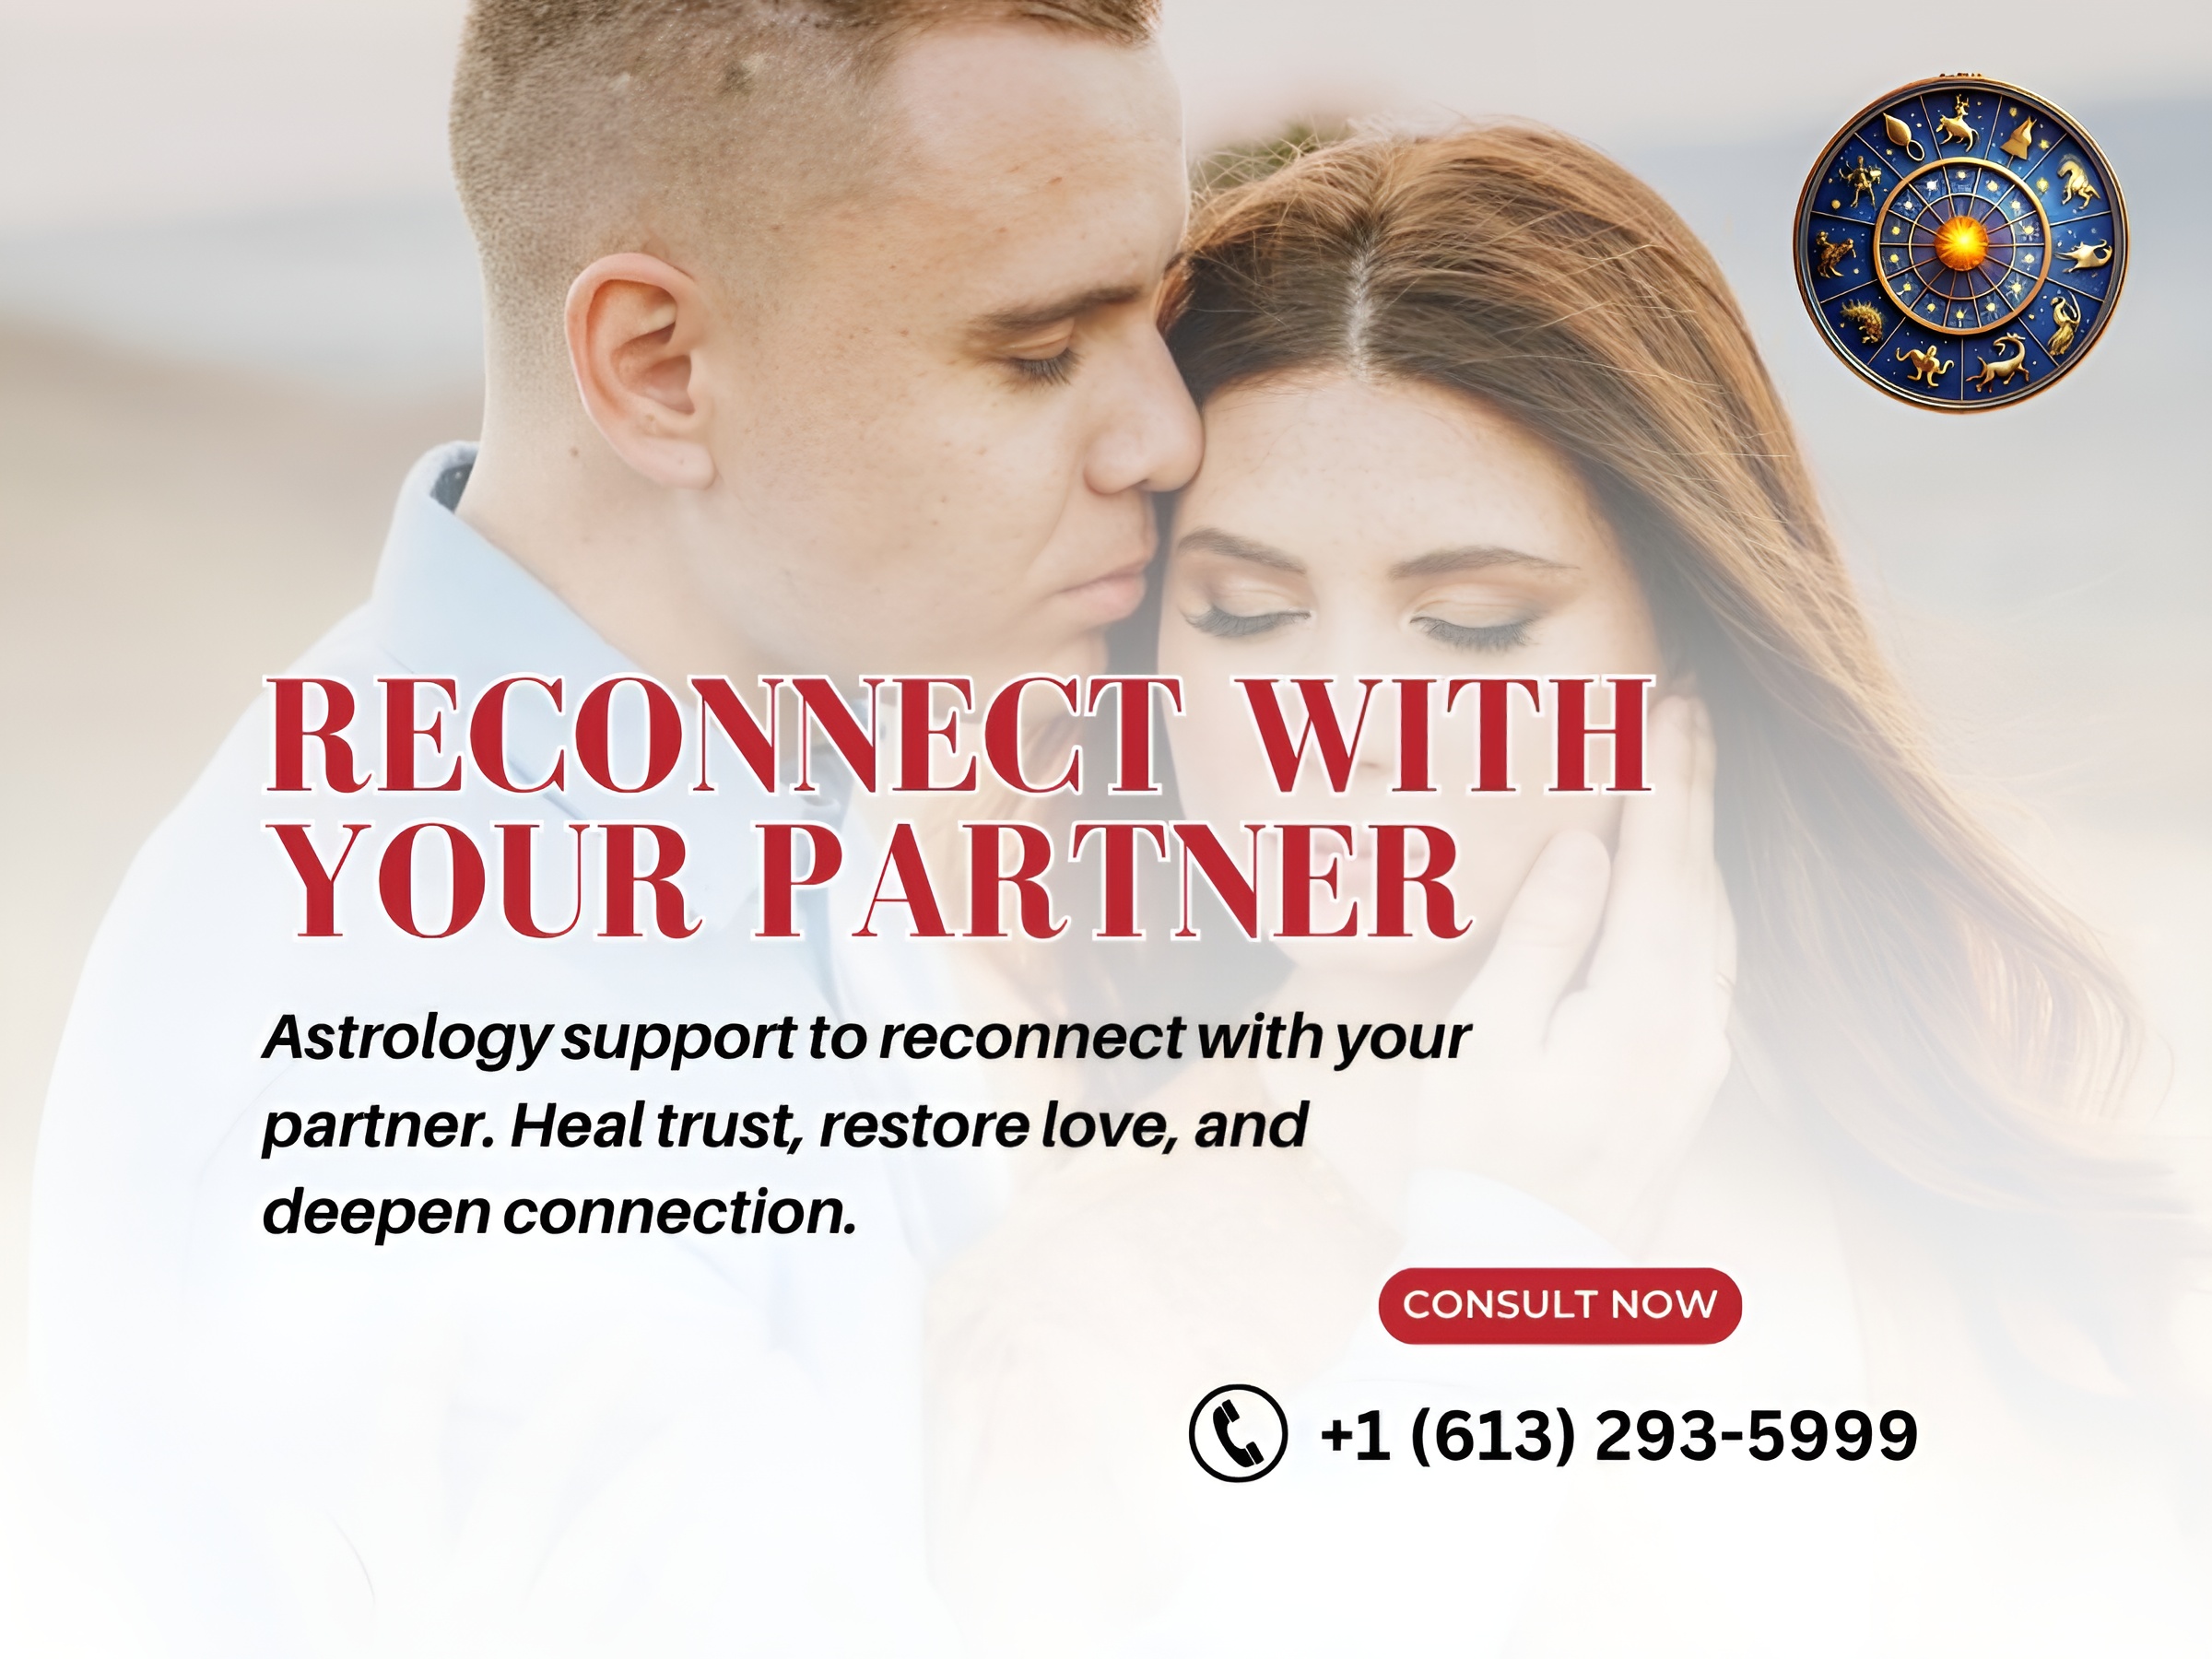 RECONNECT WITH
YOUR PARTNER
Astrology support to reconnect with your
partner. Heal trust, restore love, and
deepen connection.
CONSULT NOW
+1 (613) 293-5999